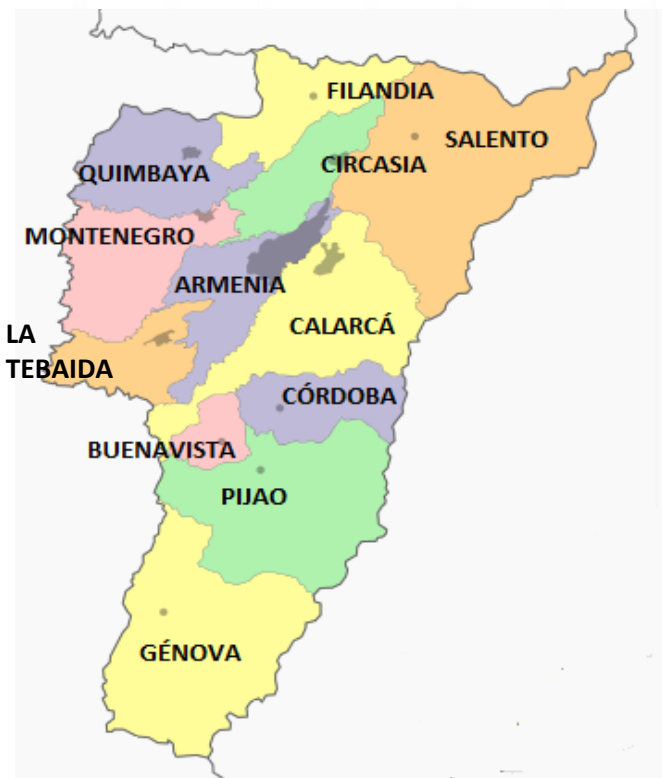 FILANDIA
SALENTO
CIRCASIA
QUIMBAYA
MONTENEGRO
ARMENIA
CALARCÁ
LA
TEBAIDA
CÓRDOBA
BUENAVISTA
PIJAO
GÉNOVA